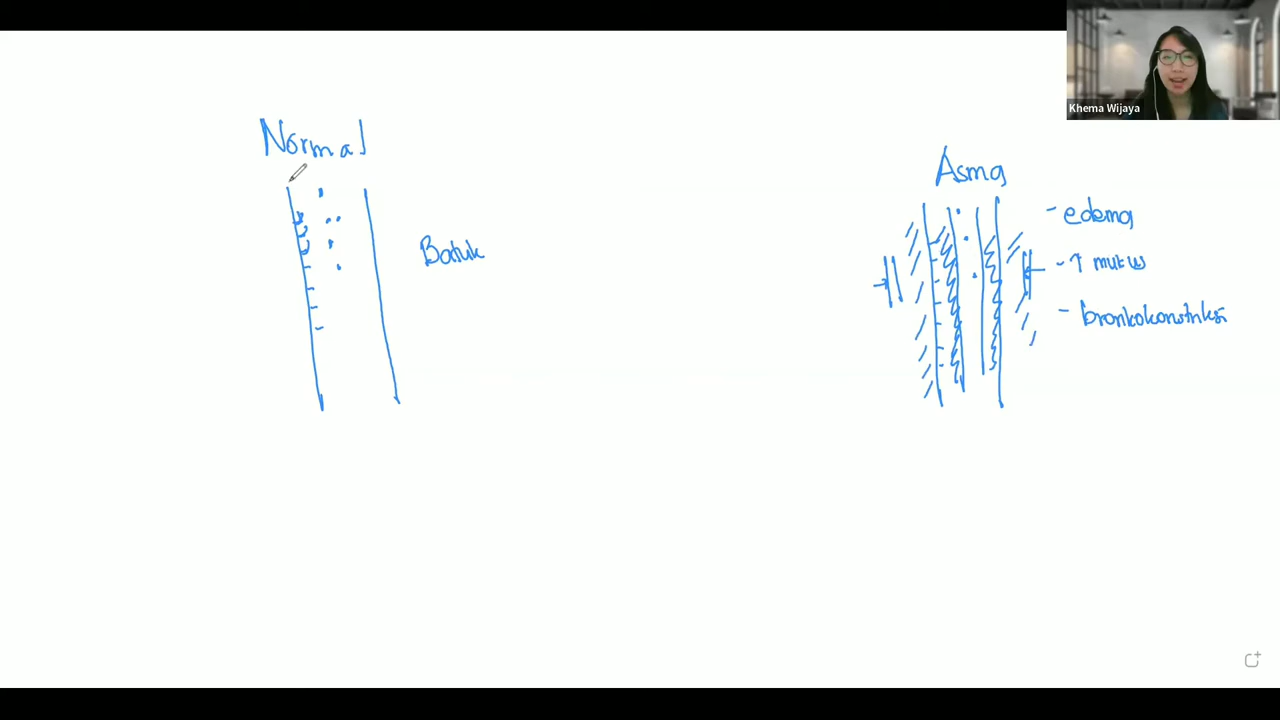 Khema Wijaya
Normal
Batuk
Asma
- edema
- ↑ mukus
- bronkokonstriksi